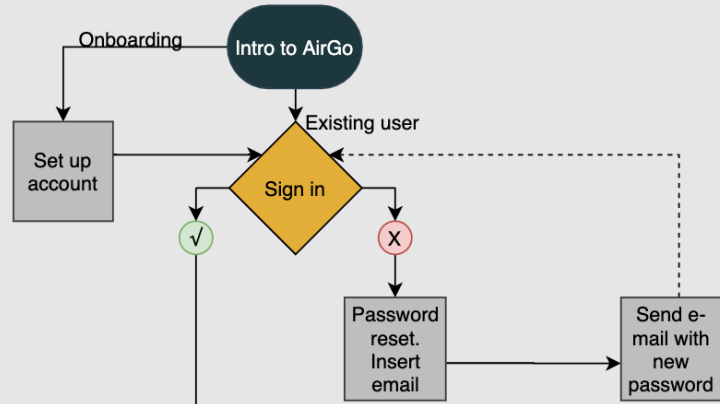 Onboarding
Intro to AirGo
Existing user
Set up
account
Sign in
√
X
Password
reset.
Insert
email
Send e-
mail with
new
password